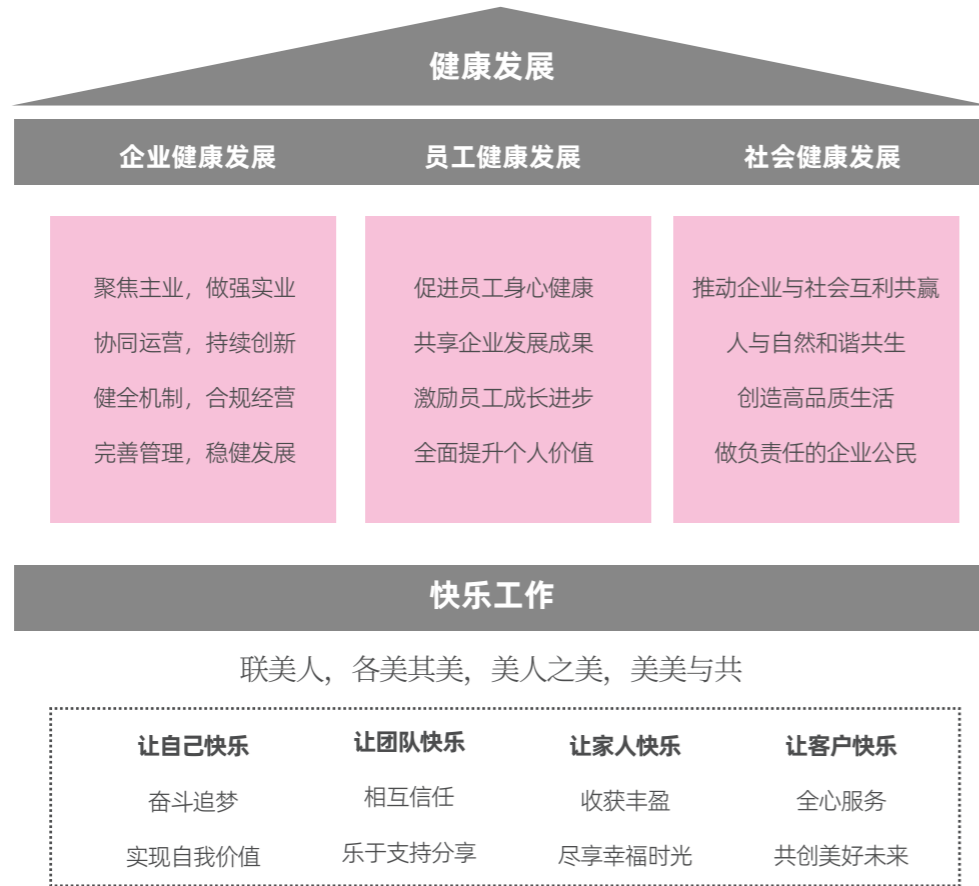 健康发展
企业健康发展
员工健康发展
社会健康发展
聚焦主业，做强实业
协同运营，持续创新
健全机制，合规经营
完善管理，稳健发展
促进员工身心健康
共享企业发展成果
激励员工成长进步
全面提升个人价值
推动企业与社会互利共赢
人与自然和谐共生
创造高品质生活
做负责任的企业公民
快乐工作
联美人，各美其美，美人之美，美美与共
让自己快乐
奋斗追梦
实现自我价值
让团队快乐
相互信任
乐于支持分享
让家人快乐
收获丰盈
尽享幸福时光
让客户快乐
全心服务
共创美好未来